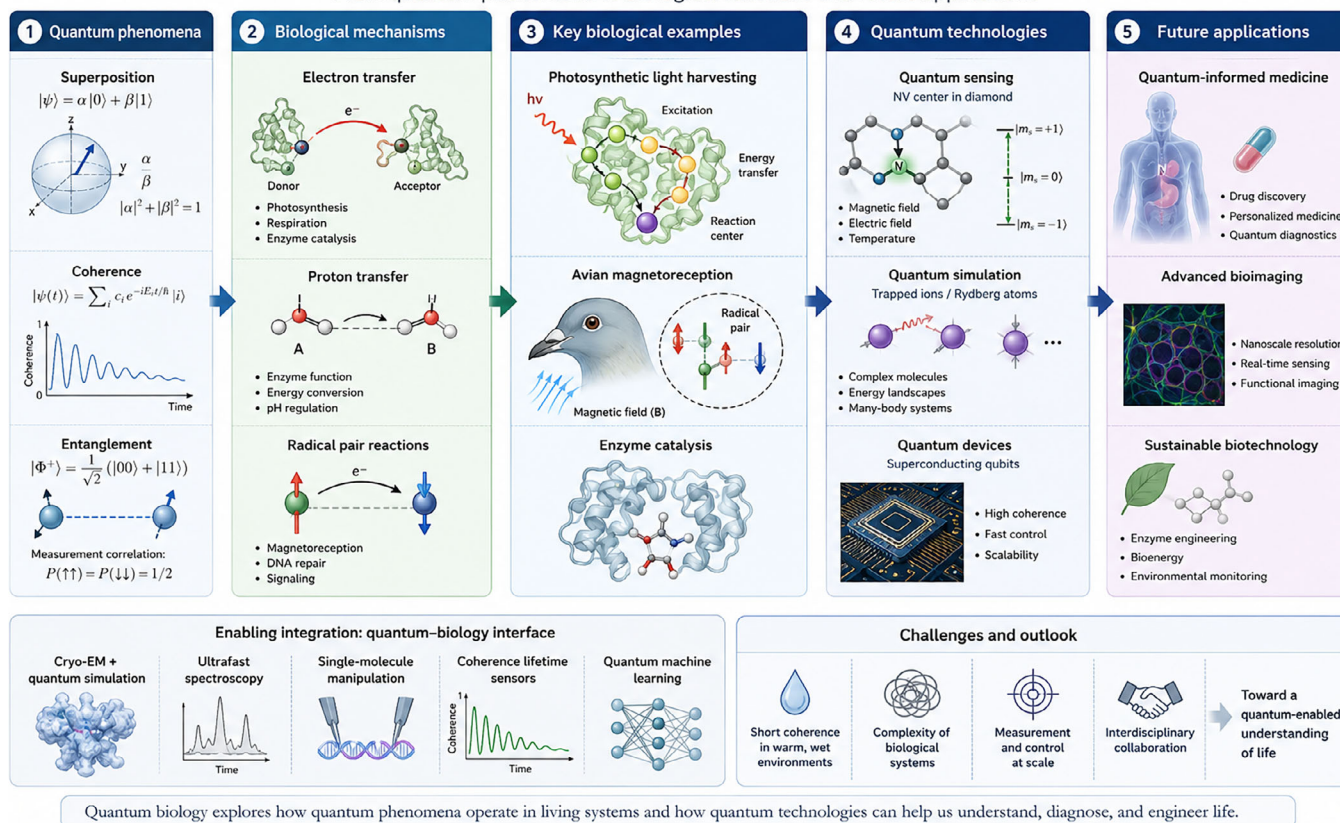 1 Quantum phenomena
Superposition
|ψ⟩ = α|0⟩ + β|1⟩
z
y
x
α
β
|α|² + |β|² = 1
Coherence
|ψ(t)⟩ = ∑ᵢ cᵢ e^{−iEᵢt/ħ} |i⟩
1
Coherence
0
Time
Entanglement
|Φ⁺⟩ = 1/√2 (|00⟩ + |11⟩)
Measurement correlation:
P(↑↑) = P(↓↓) = 1/2
2 Biological mechanisms
Electron transfer
e⁻
Donor
Acceptor
• Photosynthesis
• Respiration
• Enzyme catalysis
Proton transfer
A
B
• Enzyme function
• Energy conversion
• pH regulation
Radical pair reactions
e⁻
• Magnetoreception
• DNA repair
• Signaling
3 Key biological examples
Photosynthetic light harvesting
hν
Excitation
Energy
transfer
Reaction
center
Avian magnetoreception
Radical
pair
Magnetic field (B)
Enzyme catalysis
4 Quantum technologies
Quantum sensing
NV center in diamond
N
|mₛ = +1⟩
|mₛ = 0⟩
|mₛ = −1⟩
• Magnetic field
• Electric field
• Temperature
Quantum simulation
Trapped ions / Rydberg atoms
...
• Complex molecules
• Energy landscapes
• Many-body systems
Quantum devices
Superconducting qubits
• High coherence
• Fast control
• Scalability
5 Future applications
Quantum-informed medicine
N
• Drug discovery
• Personalized medicine
• Quantum diagnostics
Advanced bioimaging
• Nanoscale resolution
• Real-time sensing
• Functional imaging
Sustainable biotechnology
• Enzyme engineering
• Bioenergy
• Environmental monitoring
Enabling integration: quantum–biology interface
Cryo-EM +
quantum simulation
Ultrafast
spectroscopy
Time
Single-molecule
manipulation
Coherence lifetime
sensors
1
Coherence
Time
Quantum machine
learning
Challenges and outlook
Short coherence
in warm, wet
environments
Complexity of
biological
systems
Measurement
and control
at scale
Interdisciplinary
collaboration
Toward a
quantum-enabled
understanding
of life
Quantum biology explores how quantum phenomena operate in living systems and how quantum technologies can help us understand, diagnose, and engineer life.